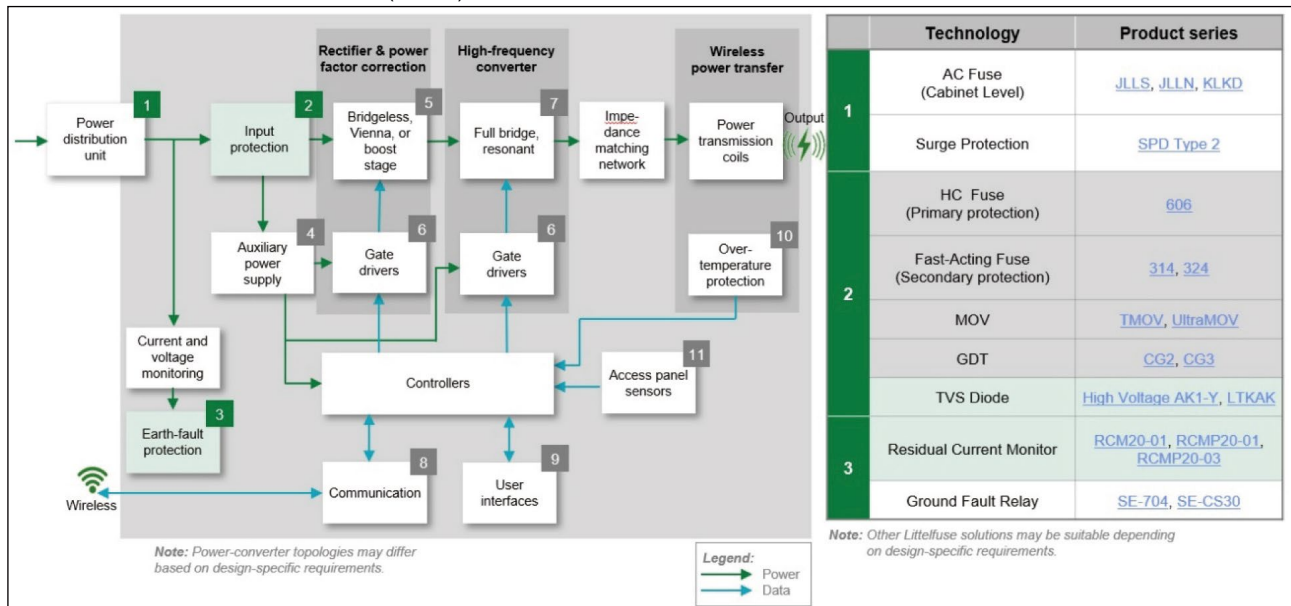 Rectifier & power
factor correction
High-frequency
converter
Wireless
power transfer
1
Power
distribution
unit
2
Input
protection
5
Bridgeless,
Vienna, or
boost stage
7
Full bridge,
resonant
Impe-
dance
matching
network
Power
transmission
coils
Output
4
Auxiliary
power
supply
6
Gate
drivers
6
Gate
drivers
10
Over-
temperature
protection
Current and
voltage
monitoring
Controllers
11
Access panel
sensors
3
Earth-fault
protection
Wireless
8
Communication
9
User
interfaces
Note: Power-converter topologies may differ
based on design-specific requirements.
Legend:
Power
Data
Technology Product series
1
AC Fuse
(Cabinet Level)
JLLS, JLLN, KLKD
Surge Protection SPD Type 2
2
HC Fuse
(Primary protection)
606
Fast-Acting Fuse
(Secondary protection)
314, 324
MOV TMOV, UltraMOV
GDT CG2, CG3
TVS Diode High Voltage AK1-Y, LTKAK
3
Residual Current Monitor
RCM20-01, RCMP20-01,
RCMP20-03
Ground Fault Relay SE-704, SE-CS30
Note: Other Littelfuse solutions may be suitable depending
on design-specific requirements.